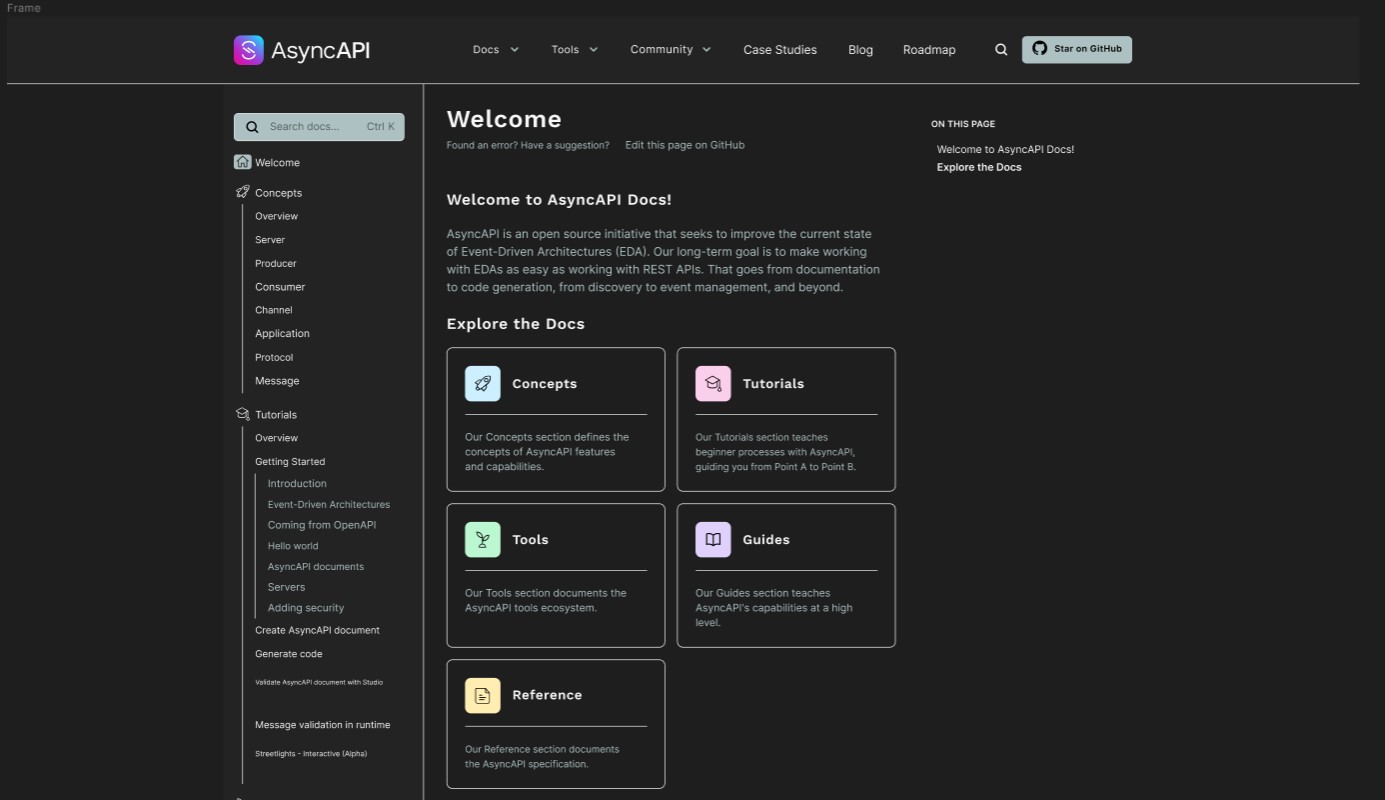 Frame
AsyncAPI
Docs
Tools
Community
Case Studies
Blog
Roadmap
Star on GitHub
Search docs...
Ctrl K
Welcome
Concepts
Overview
Server
Producer
Consumer
Channel
Application
Protocol
Message
Tutorials
Overview
Getting Started
Introduction
Event-Driven Architectures
Coming from OpenAPI
Hello world
AsyncAPI documents
Servers
Adding security
Create AsyncAPI document
Generate code
Validate AsyncAPI document with Studio
Message validation in runtime
Streetlights - Interactive (Alpha)
Welcome
Found an error? Have a suggestion? Edit this page on GitHub
Welcome to AsyncAPI Docs!
AsyncAPI is an open source initiative that seeks to improve the current state
of Event-Driven Architectures (EDA). Our long-term goal is to make working
with EDAs as easy as working with REST APIs. That goes from documentation
to code generation, from discovery to event management, and beyond.
Explore the Docs
Concepts
Our Concepts section defines the
concepts of AsyncAPI features
and capabilities.
Tutorials
Our Tutorials section teaches
beginner processes with AsyncAPI,
guiding you from Point A to Point B.
Tools
Our Tools section documents the
AsyncAPI tools ecosystem.
Guides
Our Guides section teaches
AsyncAPI's capabilities at a high
level.
Reference
Our Reference section documents
the AsyncAPI specification.
ON THIS PAGE
Welcome to AsyncAPI Docs!
Explore the Docs